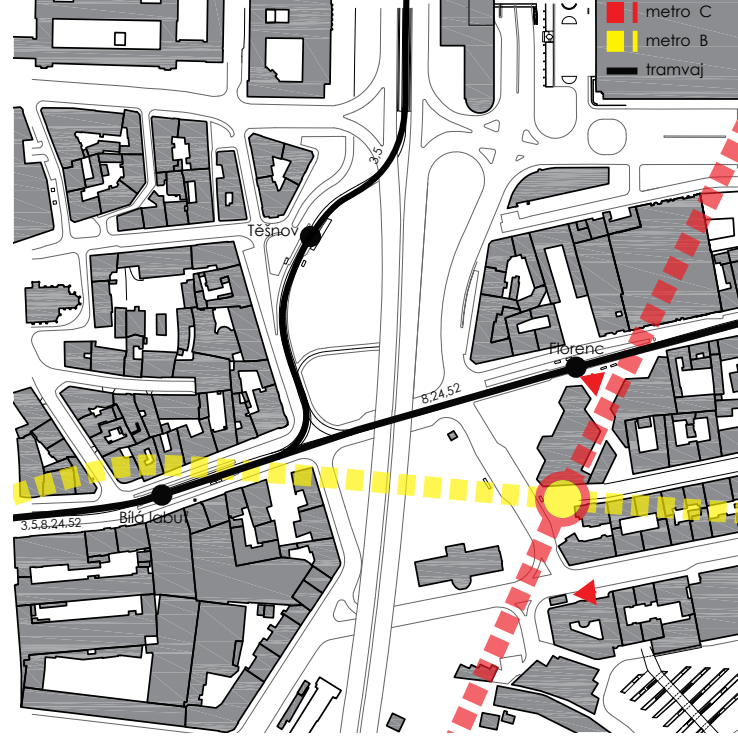 metro C
metro B
tramvaj
3,5
Těšnov
Florenc
8,24,52
Bílá labuť
3,5,8,24,52